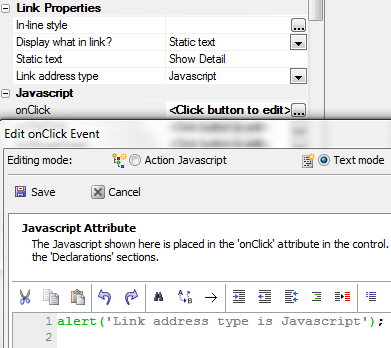 Link Properties
In-line style ...
Display what in link? Static text
Static text Show Detail
Link address type Javascript
Javascript
onClick <Click button to edit> ...
Edit onClick Event
Editing mode: Action Javascript Text mode
Save Cancel
Javascript Attribute
The Javascript shown here is placed in the 'onClick' attribute in the control.
the 'Declarations' sections.
1 alert('Link address type is Javascript');
2